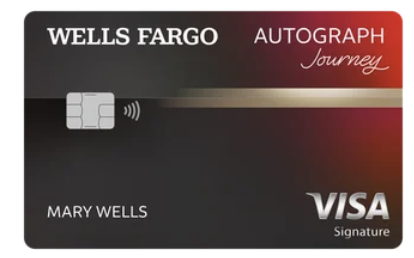 WELLS FARGO AUTOGRAPH
Journey
MARY WELLS
VISA
Signature